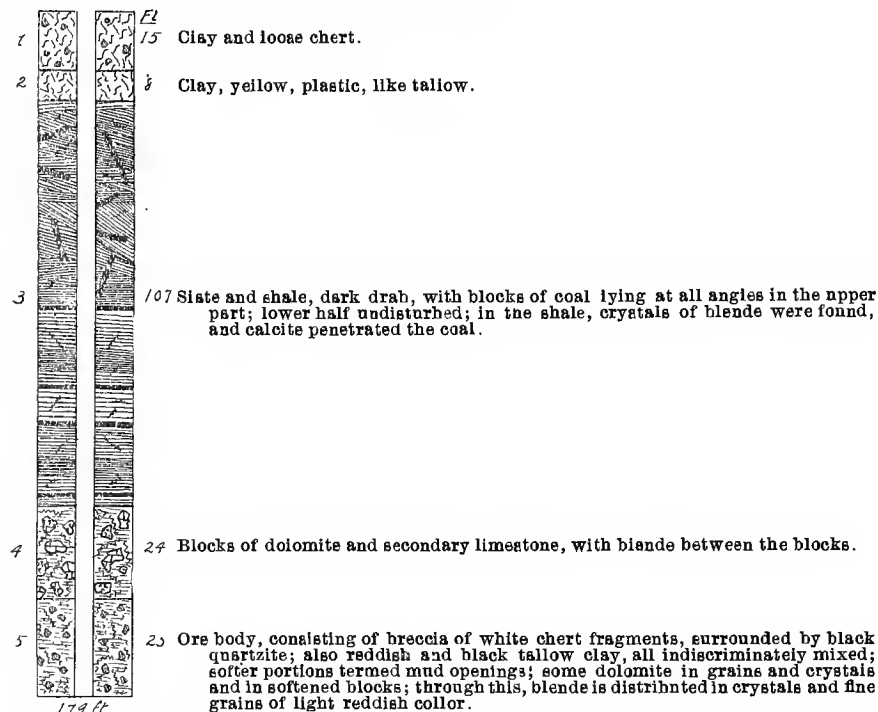 Ft
1 15 Clay and loose chert.
2 8 Clay, yellow, plastic, like tallow.
3 107 Slate and shale, dark drab, with blocks of coal lying at all angles in the upper
part; lower half undisturbed; in the shale, crystals of blende were found,
and calcite penetrated the coal.
4 24 Blocks of dolomite and secondary limestone, with blende between the blocks.
5 25 Ore body, consisting of breccia of white chert fragments, surrounded by black
quartzite; also reddish and black tallow clay, all indiscriminately mixed;
softer portions termed mud openings; some dolomite in grains and crystals
and in softened blocks; through this, blende is distributed in crystals and fine
grains of light reddish collor.
179 ft